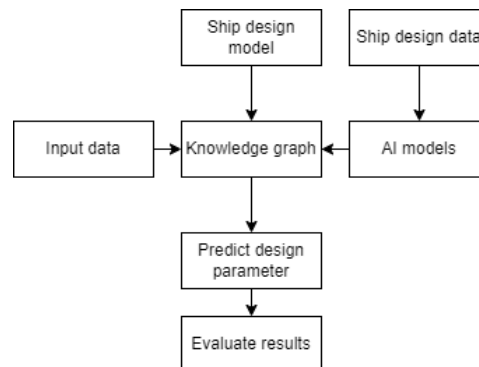 Ship design
model
Ship design data
Input data
Knowledge graph
AI models
Predict design
parameter
Evaluate results